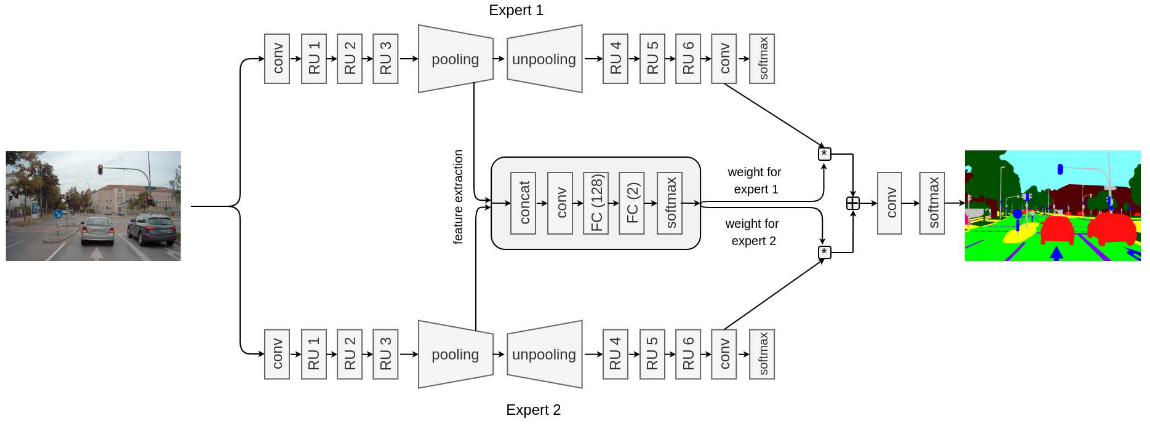 Expert 1
conv
RU 1
RU 2
RU 3
pooling
unpooling
RU 4
RU 5
RU 6
conv
softmax
feature extraction
concat
conv
FC (128)
FC (2)
softmax
weight for
expert 1
weight for
expert 2
*
*
+
conv
softmax
conv
RU 1
RU 2
RU 3
pooling
unpooling
RU 4
RU 5
RU 6
conv
softmax
Expert 2